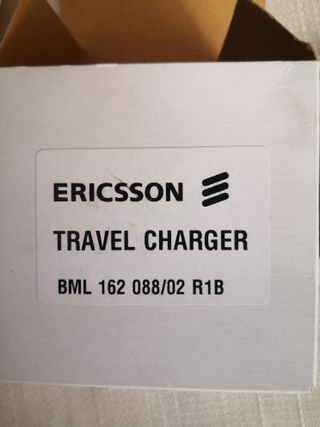 ERICSSON
TRAVEL CHARGER
BML 162 088/02 R1B